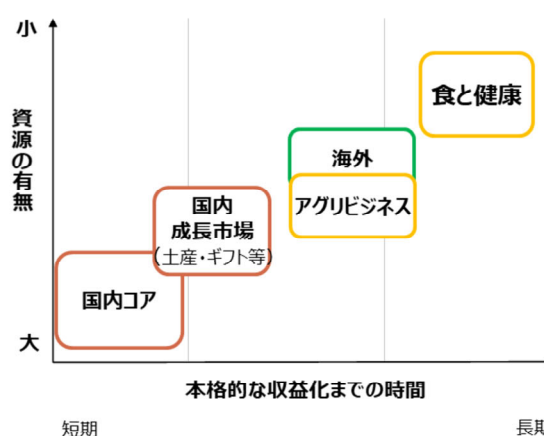 小
資源の有無
大
食と健康
海外
アグリビジネス
国内
成長市場
(土産・ギフト等)
国内コア
本格的な収益化までの時間
短期
長期